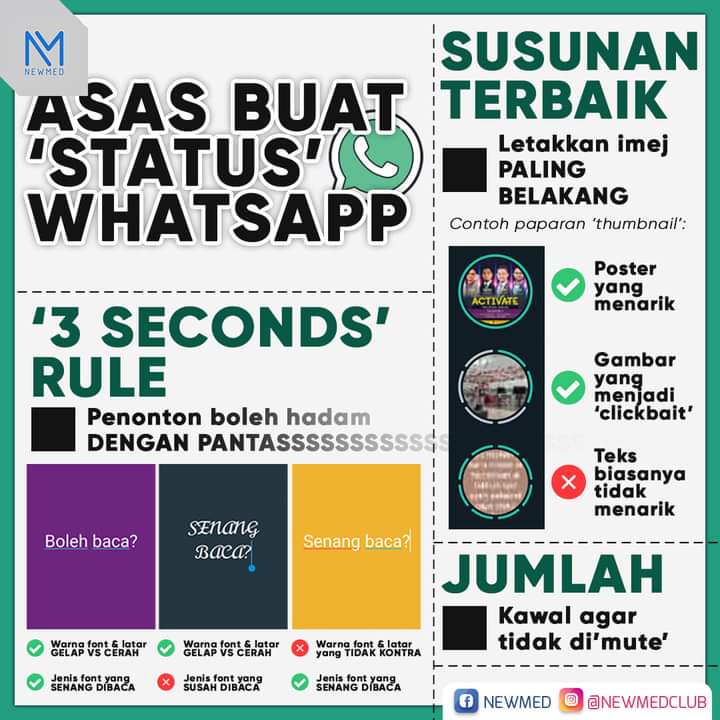 NEWMED
ASAS BUAT
'STATUS'
WHATSAPP
'3 SECONDS'
RULE
Penonton boleh hadam
DENGAN PANTASSSSSSSSSSSSSSSSSSSSS
Boleh baca?
SENANG
BACA?
Senang baca?
Warna font & latar
GELAP VS CERAH
Warna font & latar
GELAP VS CERAH
Warna font & latar
yang TIDAK KONTRA
Jenis font yang
SENANG DIBACA
Jenis font yang
SUSAH DIBACA
Jenis font yang
SENANG DIBACA
SUSUNAN
TERBAIK
Letakkan imej
PALING
BELAKANG
Contoh paparan 'thumbnail':
ACTIVATE
Poster
yang
menarik
Gambar
yang
menjadi
'clickbait'
Teks
biasanya
tidak
menarik
JUMLAH
Kawal agar
tidak di'mute'
NEWMED
@NEWMEDCLUB